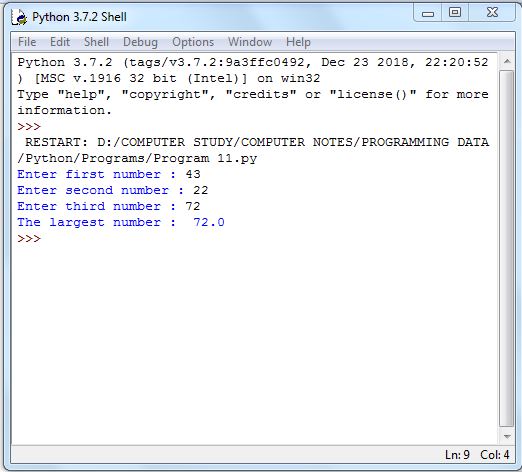 Python 3.7.2 Shell
File Edit Shell Debug Options Window Help
Python 3.7.2 (tags/v3.7.2:9a3ffc0492, Dec 23 2018, 22:20:52
) [MSC v.1916 32 bit (Intel)] on win32
Type "help", "copyright", "credits" or "license()" for more
information.
>>>
RESTART: D:/COMPUTER STUDY/COMPUTER NOTES/PROGRAMMING DATA
/Python/Programs/Program 11.py
Enter first number : 43
Enter second number : 22
Enter third number : 72
The largest number :  72.0
>>>
Ln: 9 Col: 4